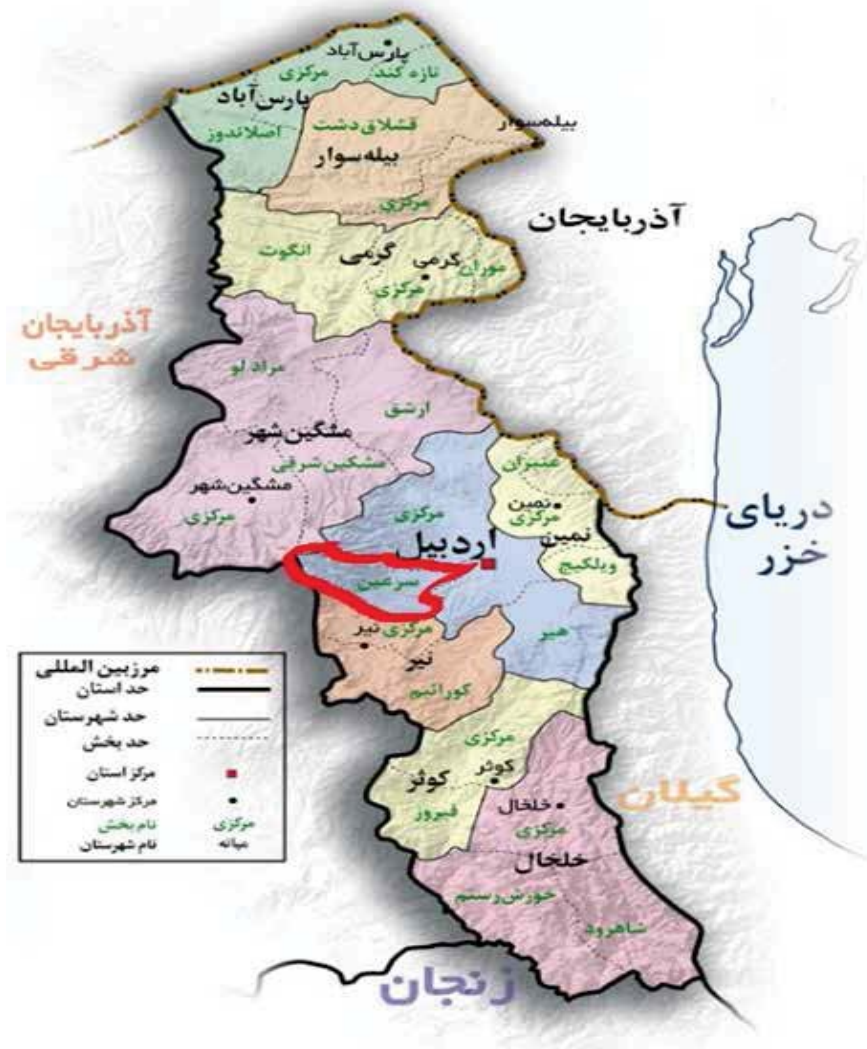 پارس‌آباد
تازه کند
مرکزی
پارس‌آباد
اصلاندوز
قشلاق دشت
بیله سوار
بیله سوار
مرکزی
آذربایجان
انگوت
گرمی
گرمی
موران
مرکزی
آذربایجان
شرقی
مراد لو
ارشق
مشگین شهر
مشگین شرقی
مشگین شهر
مرکزی
عنبران
نمین
مرکزی
نمین
ویلکیج
مرکزی
اردبیل
سرعین
هیر
دریای
خزر
نیر
مرکزی
نیر
کورائیم
مرکزی
کوثر
کوثر
فیروز
گیلان
خلخال
مرکزی
خلخال
خورش رستم
شاهرود
زنجان
مرزبین المللی
حد استان
حد شهرستان
حد بخش
مرکز استان
مرکز شهرستان
نام بخش مرکزی
نام شهرستان میانه